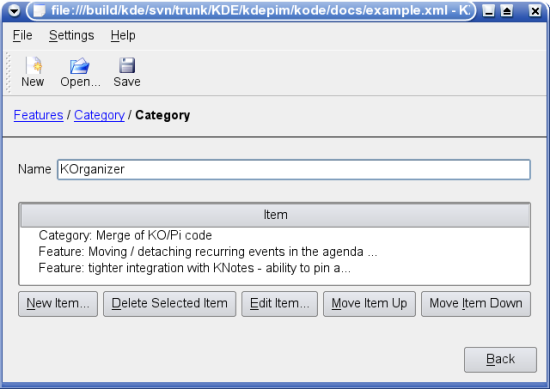 file:///build/kde/svn/trunk/KDE/kdepim/kode/docs/example.xml - K
File Settings Help
New Open... Save
Features / Category / Category
Name KOrganizer
Item
Category: Merge of KO/Pi code
Feature: Moving / detaching recurring events in the agenda ...
Feature: tighter integration with KNotes - ability to pin a...
New Item... Delete Selected Item Edit Item... Move Item Up Move Item Down
Back